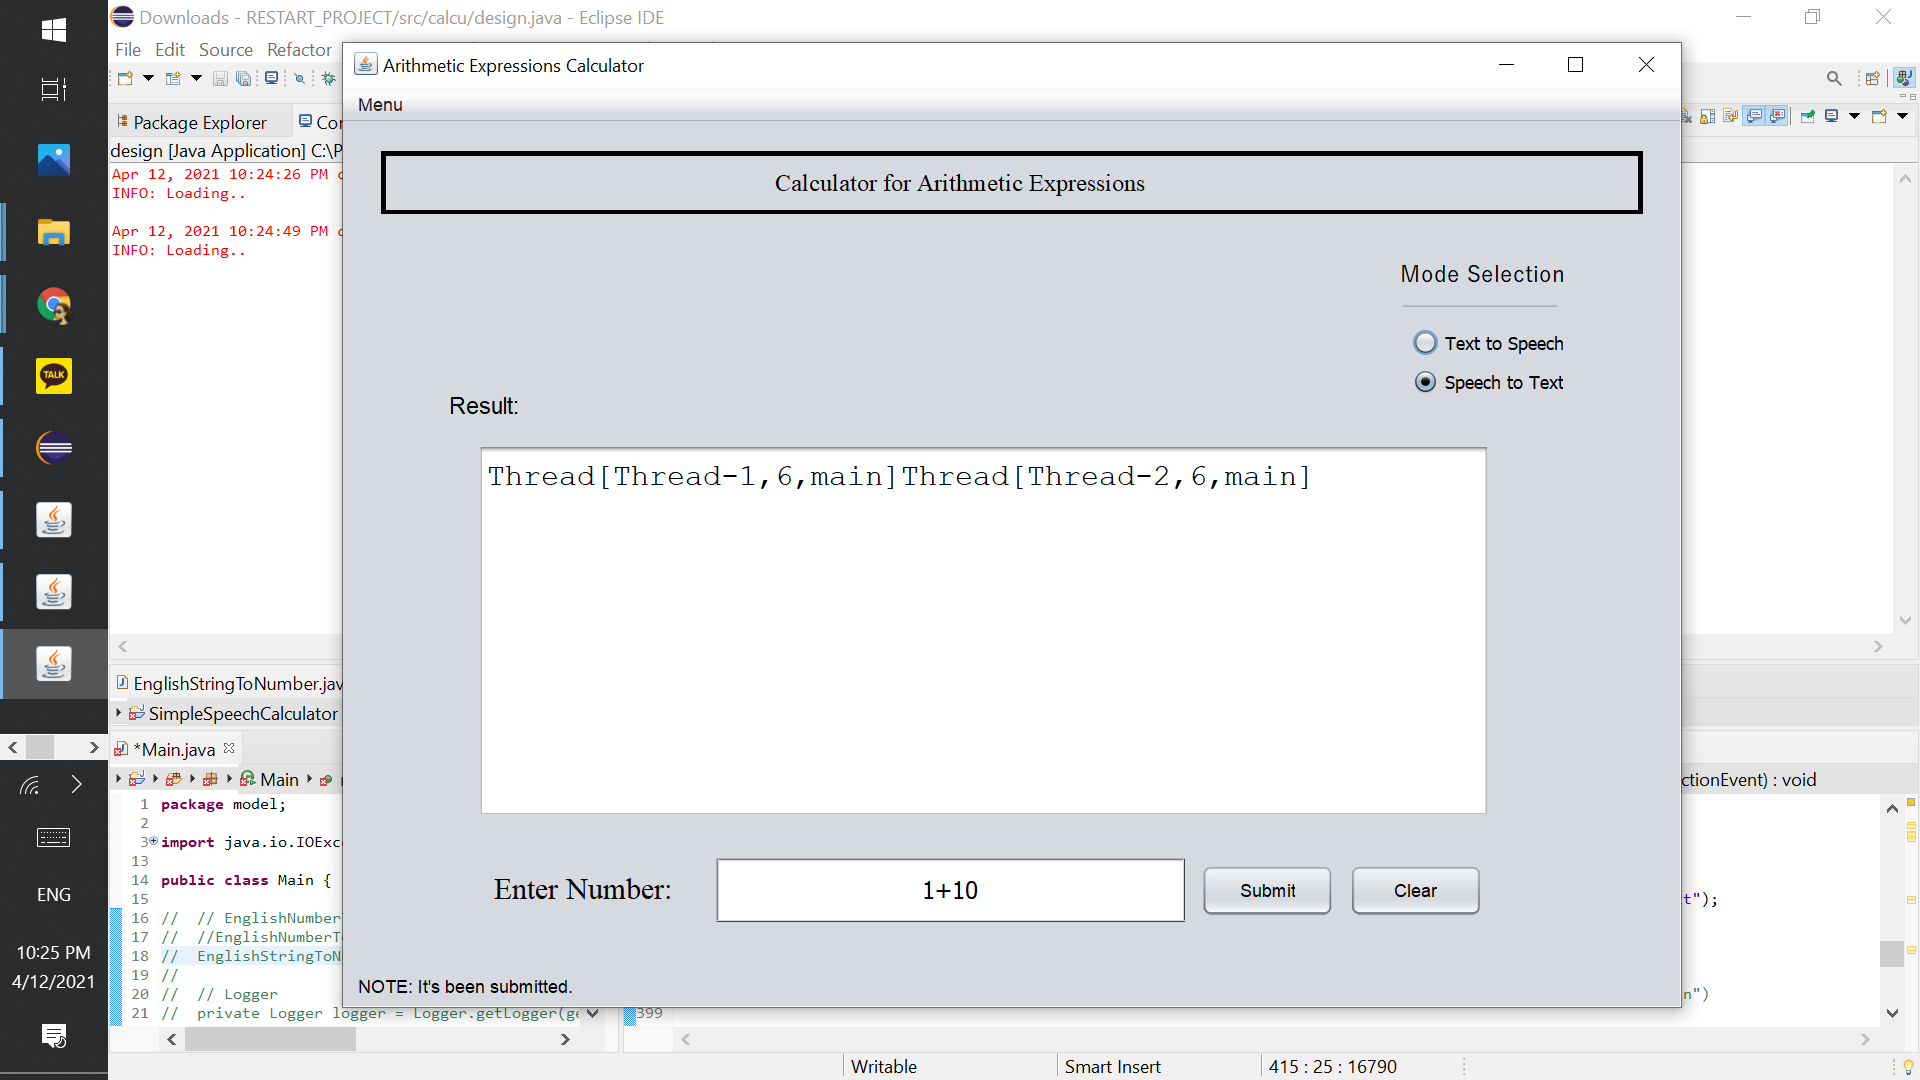 Downloads - RESTART_PROJECT/src/calcu/design.java - Eclipse IDE
File Edit Source Refactor
Arithmetic Expressions Calculator
Menu
Package Explorer
design [Java Application] C:\P
Apr 12, 2021 10:24:26 PM
INFO: Loading..
Apr 12, 2021 10:24:49 PM
INFO: Loading..
Calculator for Arithmetic Expressions
Mode Selection
Text to Speech
Speech to Text
Result:
Thread[Thread-1,6,main]Thread[Thread-2,6,main]
Enter Number:
1+10
Submit
Clear
NOTE: It's been submitted.
TALK
EnglishStringToNumber.jav
SimpleSpeechCalculator
*Main.java
Main
ctionEvent) : void
1 package model;
2
3 import java.io.IOExc
13
14 public class Main {
15
16 // // EnglishNumber
17 // //EnglishNumberT
18 // EnglishStringToN
19 //
20 // // Logger
21 // private Logger logger = Logger.getLogger(ge
t");
n")
399
ENG
10:25 PM
4/12/2021
Writable
Smart Insert
415 : 25 : 16790